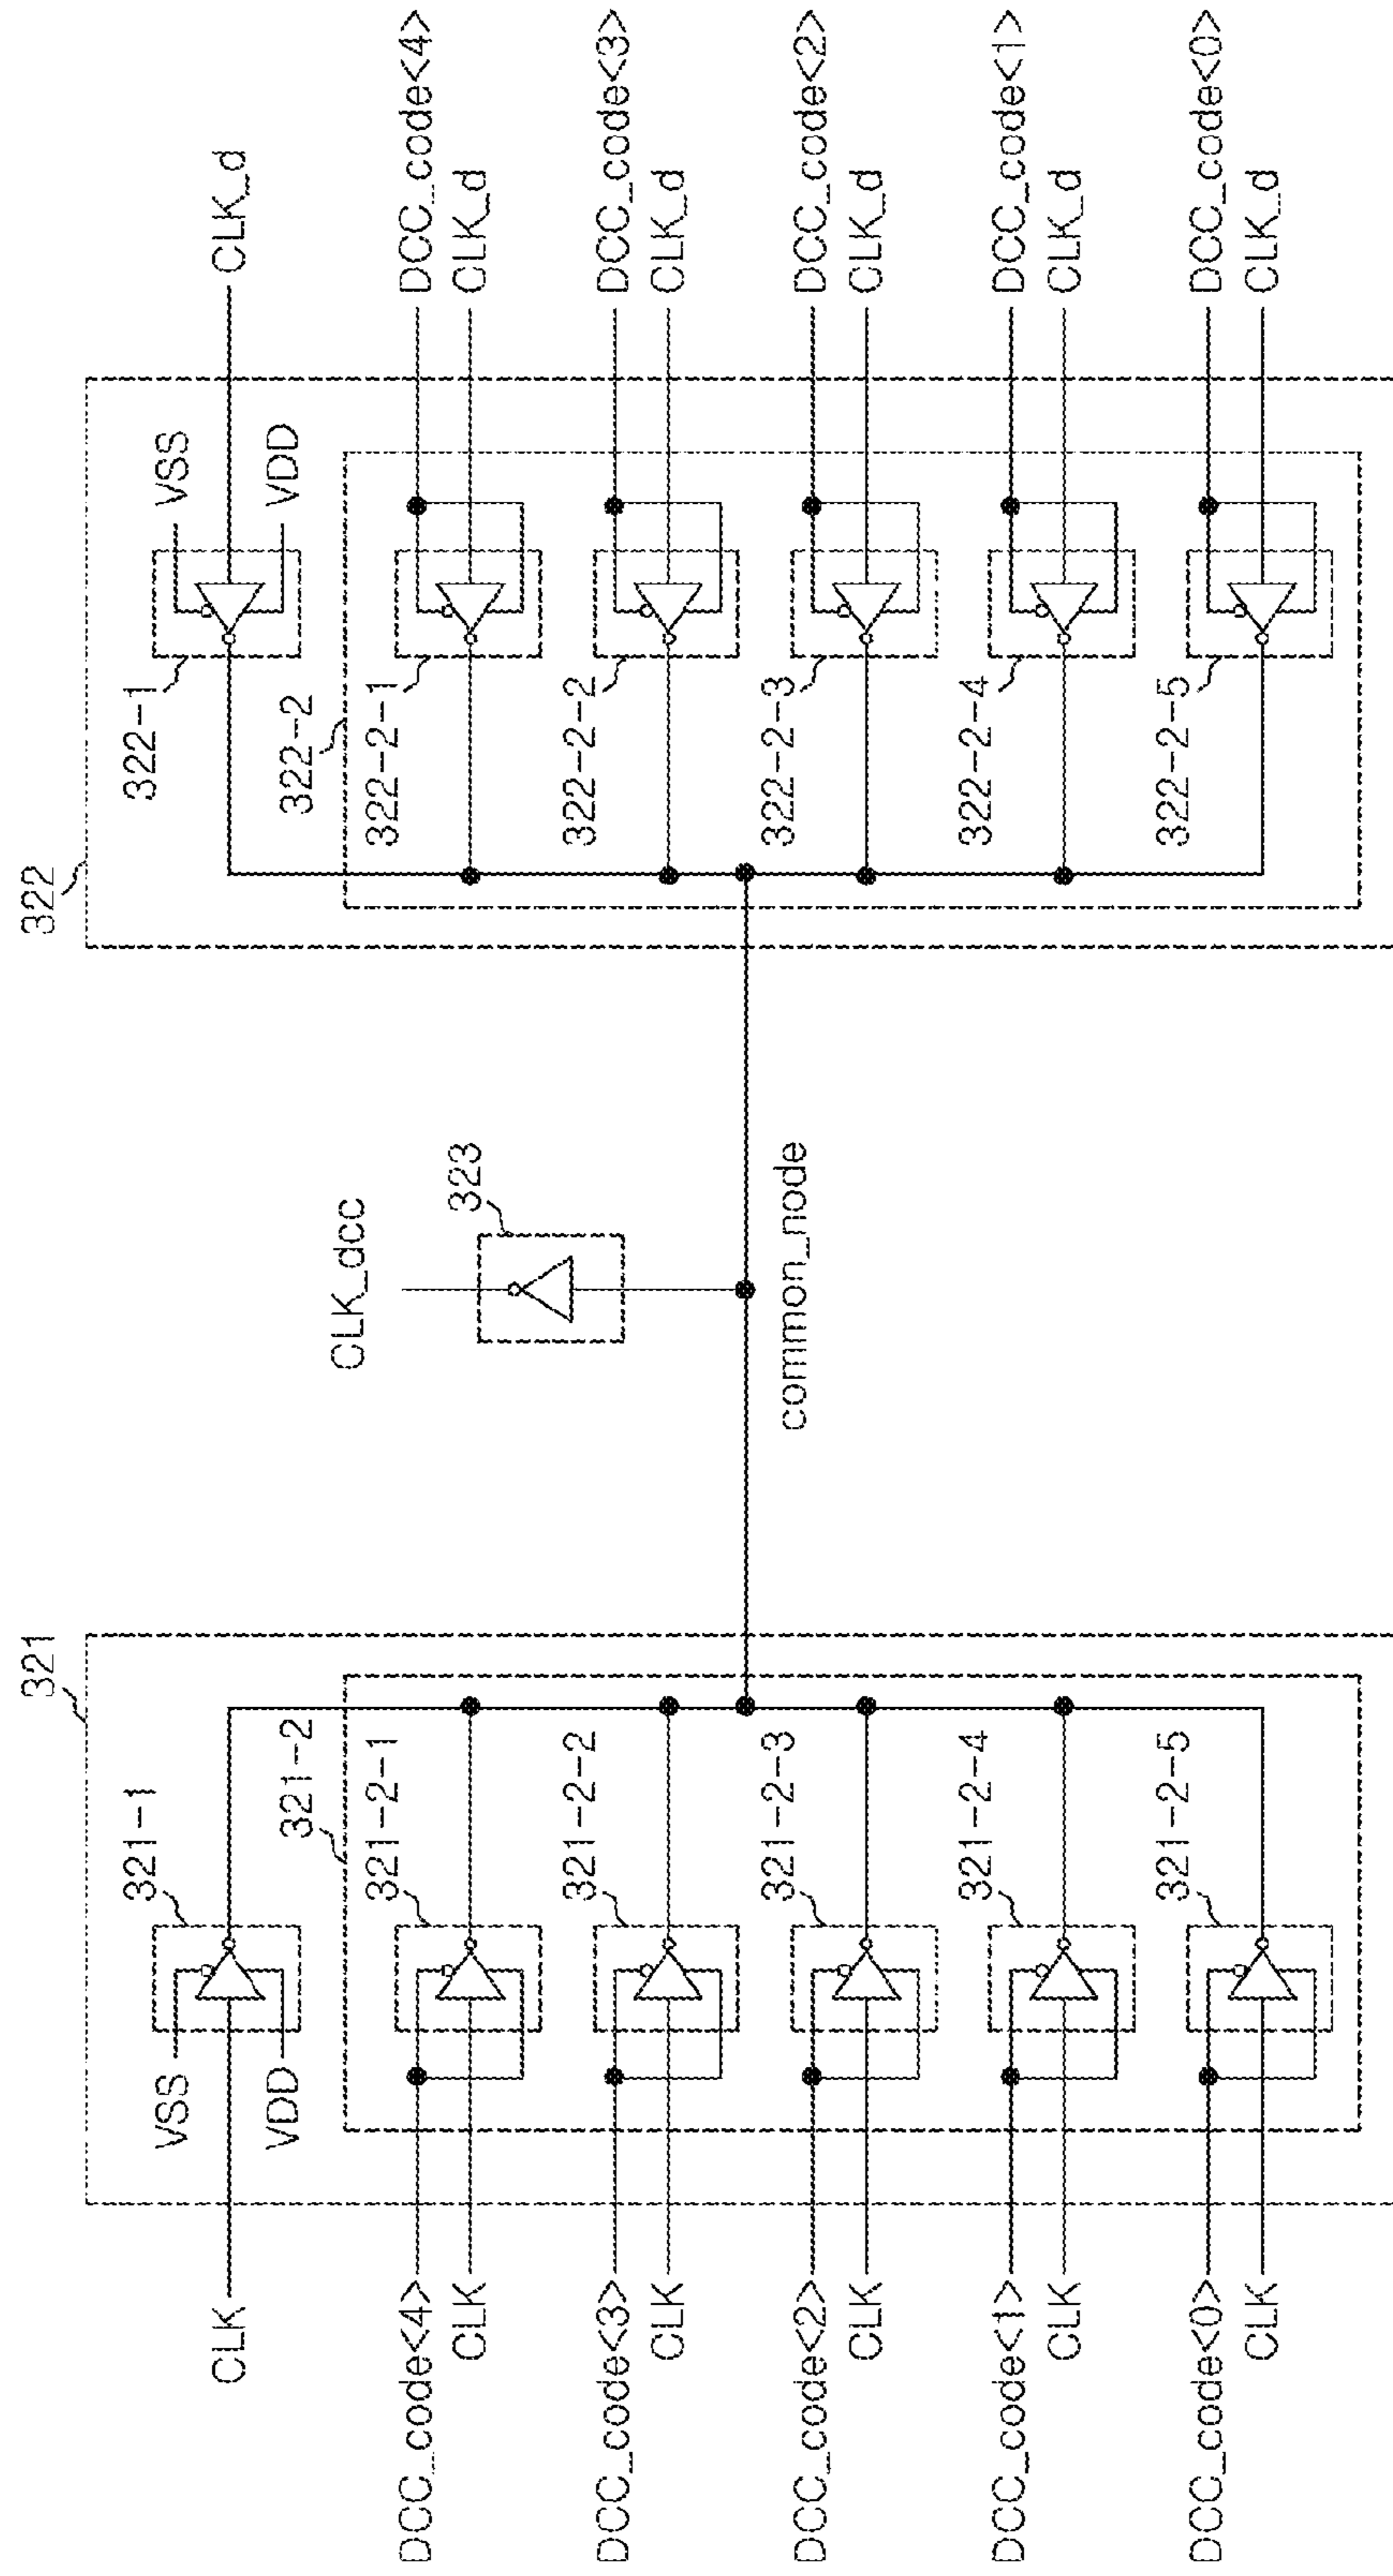 321
321-1
VSS
CLK
VDD
321-2
321-2-1
DCC_code<4>
CLK
321-2-2
DCC_code<3>
CLK
321-2-3
DCC_code<2>
CLK
321-2-4
DCC_code<1>
CLK
321-2-5
DCC_code<0>
CLK
CLK_dcc
323
common_node
322
322-1
VSS
CLK_d
VDD
322-2
322-2-1
DCC_code<4>
CLK_d
322-2-2
DCC_code<3>
CLK_d
322-2-3
DCC_code<2>
CLK_d
322-2-4
DCC_code<1>
CLK_d
322-2-5
DCC_code<0>
CLK_d